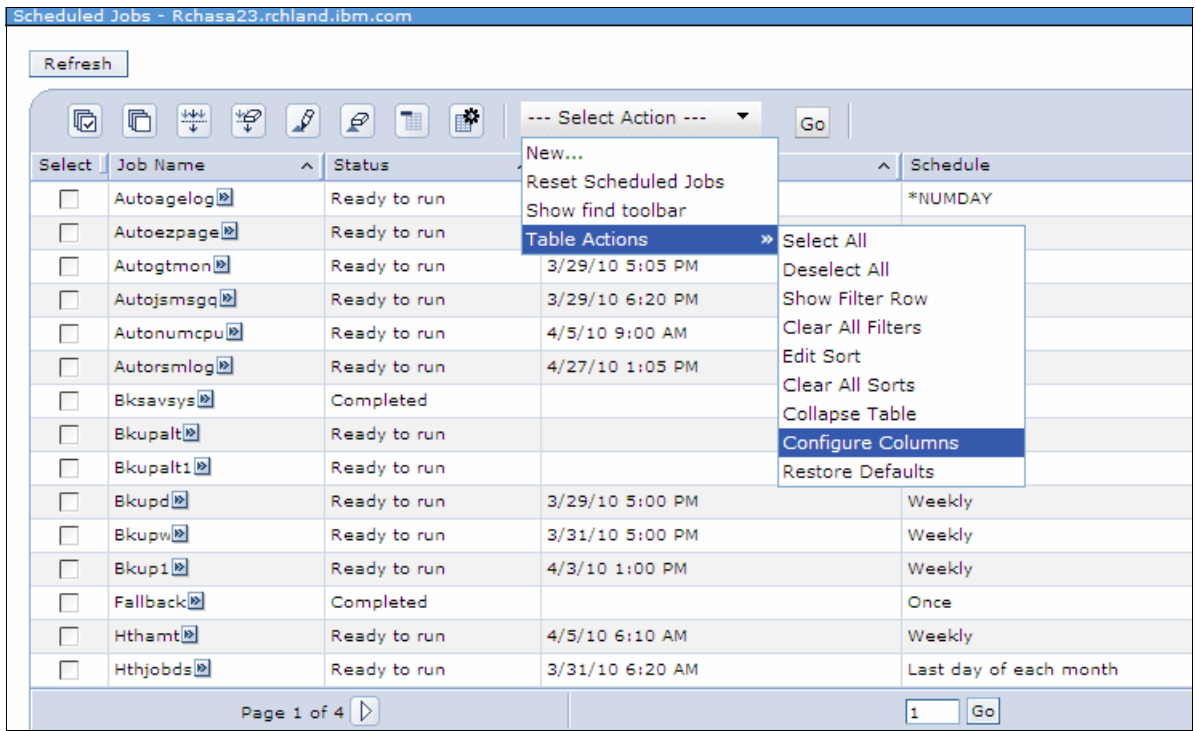 Scheduled Jobs - Rchasa23.rchland.ibm.com
Refresh
--- Select Action ---
Go
New...
Reset Scheduled Jobs
Show find toolbar
Table Actions »
Select All
Deselect All
Show Filter Row
Clear All Filters
Edit Sort
Clear All Sorts
Collapse Table
Configure Columns
Restore Defaults
Select Job Name Status Schedule
Autoagelog Ready to run *NUMDAY
Autoezpage Ready to run
Autogtmon Ready to run 3/29/10 5:05 PM
Autojsmsgq Ready to run 3/29/10 6:20 PM
Autonumcpu Ready to run 4/5/10 9:00 AM
Autorsmlog Ready to run 4/27/10 1:05 PM
Bksavsys Completed
Bkupalt Ready to run
Bkupalt1 Ready to run
Bkupd Ready to run 3/29/10 5:00 PM Weekly
Bkupw Ready to run 3/31/10 5:00 PM Weekly
Bkup1 Ready to run 4/3/10 1:00 PM Weekly
Fallback Completed Once
Hthamt Ready to run 4/5/10 6:10 AM Weekly
Hthjobds Ready to run 3/31/10 6:20 AM Last day of each month
Page 1 of 4
1 Go